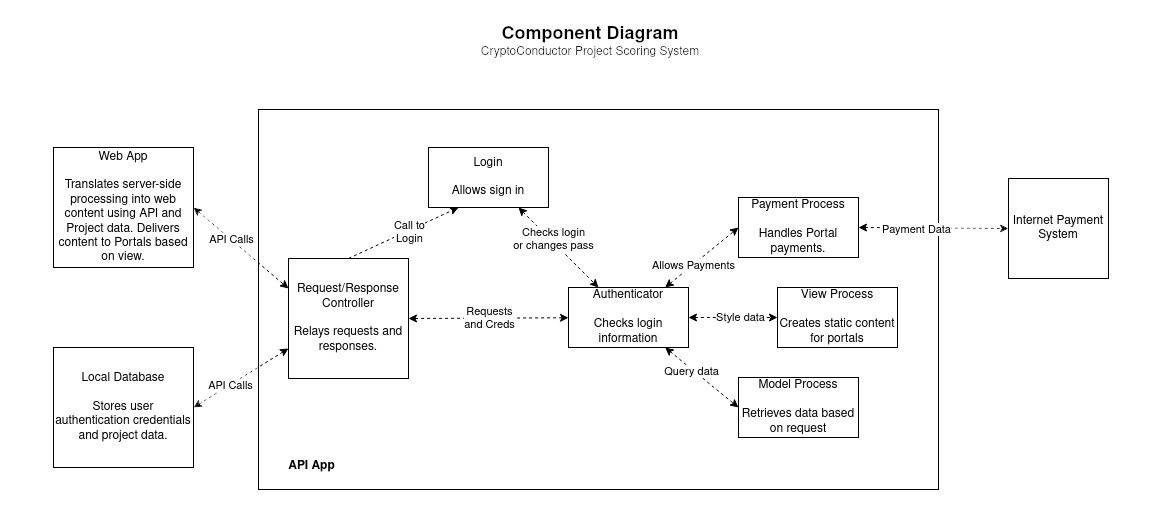 Component Diagram
CryptoConductor Project Scoring System
Web App
Translates server-side
processing into web
content using API and
Project data. Delivers
content to Portals based
on view.
API Calls
Local Database
Stores user
authentication credentials
and project data.
API Calls
Request/Response
Controller
Relays requests and
responses.
Call to
Login
Login
Allows sign in
Checks login
or changes pass
Requests
and Creds
Authenticator
Checks login
information
Allows Payments
Payment Process
Handles Portal
payments.
Payment Data
Internet Payment
System
Style data
View Process
Creates static content
for portals
Query data
Model Process
Retrieves data based
on request
API App